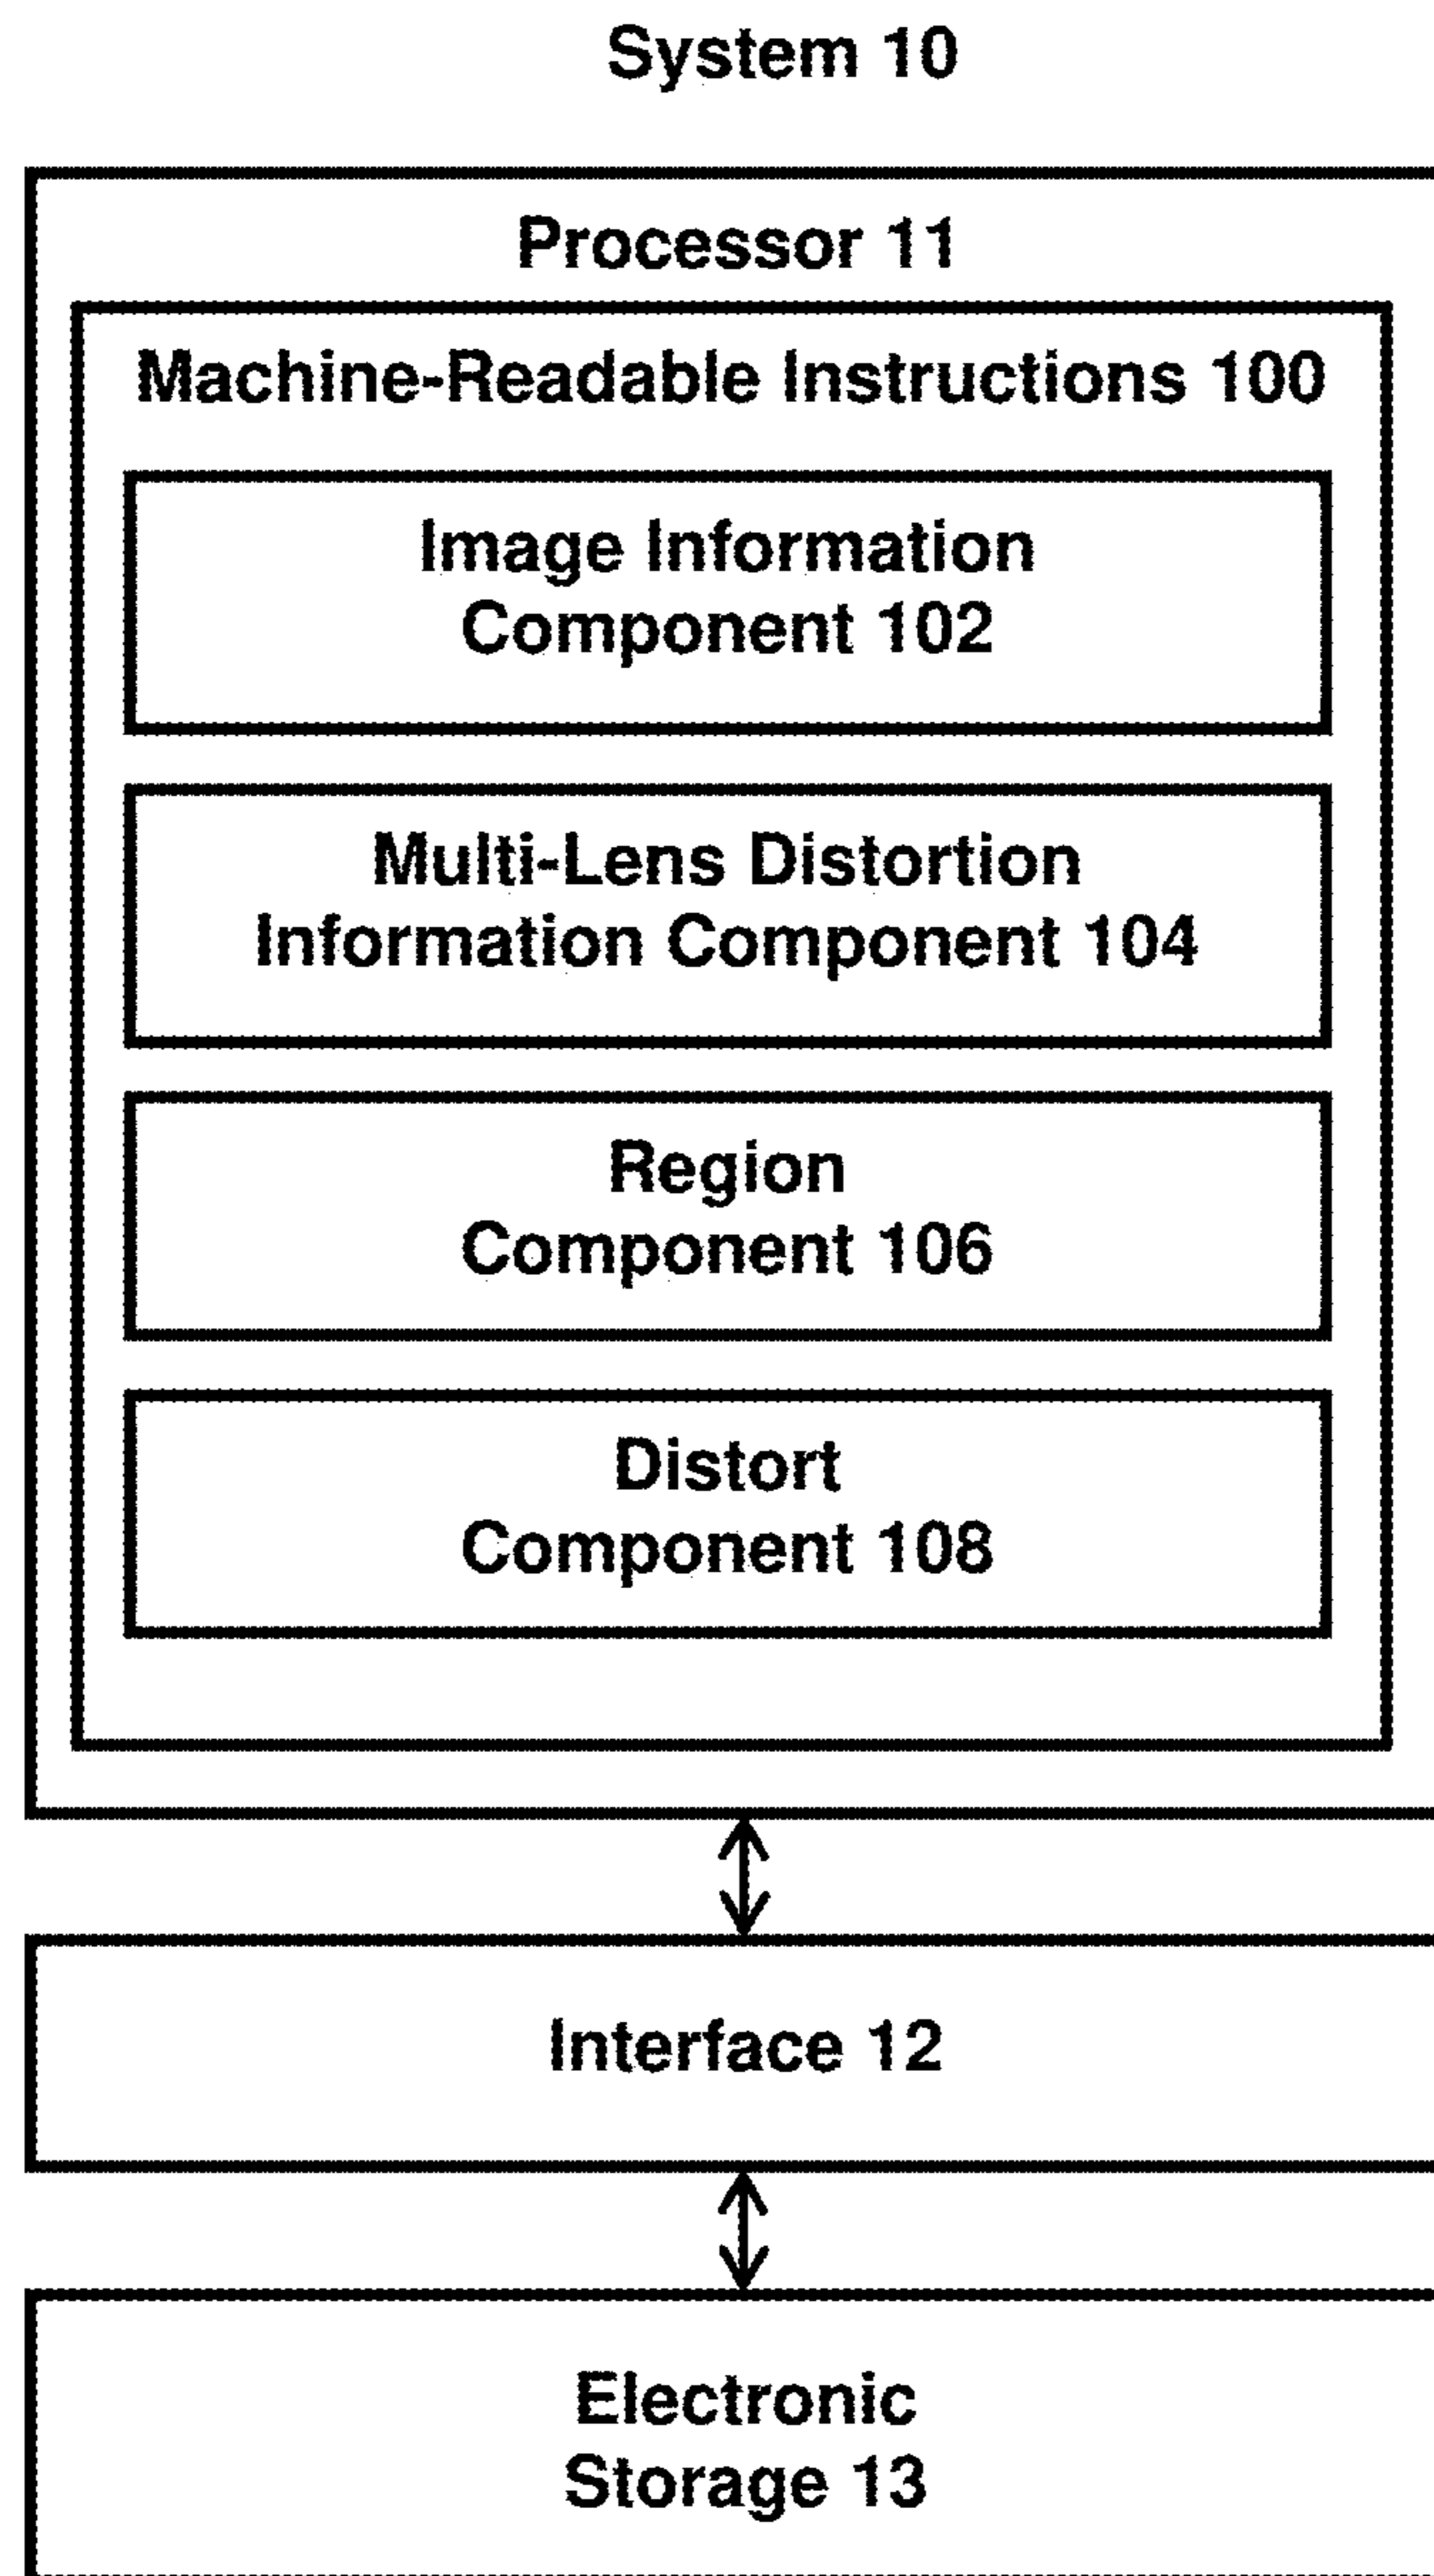 System 10
Processor 11
Machine-Readable Instructions 100
Image Information
Component 102
Multi-Lens Distortion
Information Component 104
Region
Component 106
Distort
Component 108
Interface 12
Electronic
Storage 13